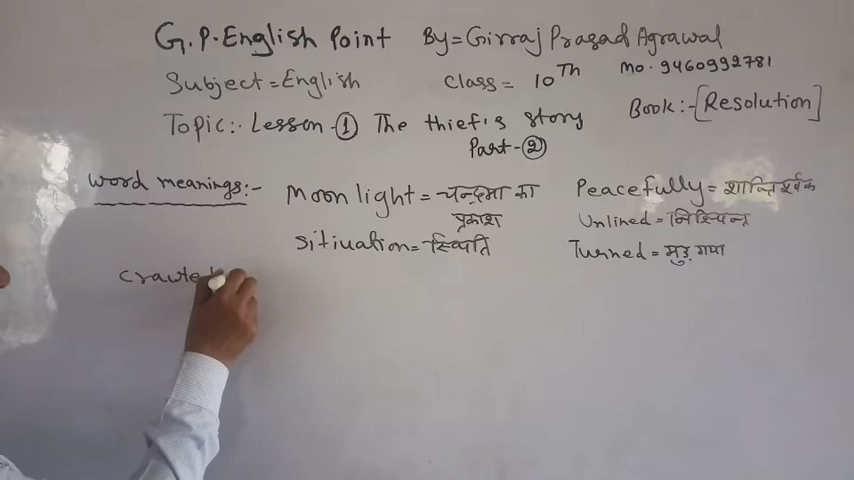 G.P.English Point By=Girraj Prasad Agrawal
Subject=English Class= 10Th Mo. 9460992781
Topic:- Lesson-① The thief's story Book:-[Resolution]
Part-②
Word meanings:- Moon light = चन्द्रमा का Peacefully = शान्तिपूर्वक
प्रकाश Unlined = निश्चिन्त
Sitiuation = स्थिति Turned = मुड़ गया